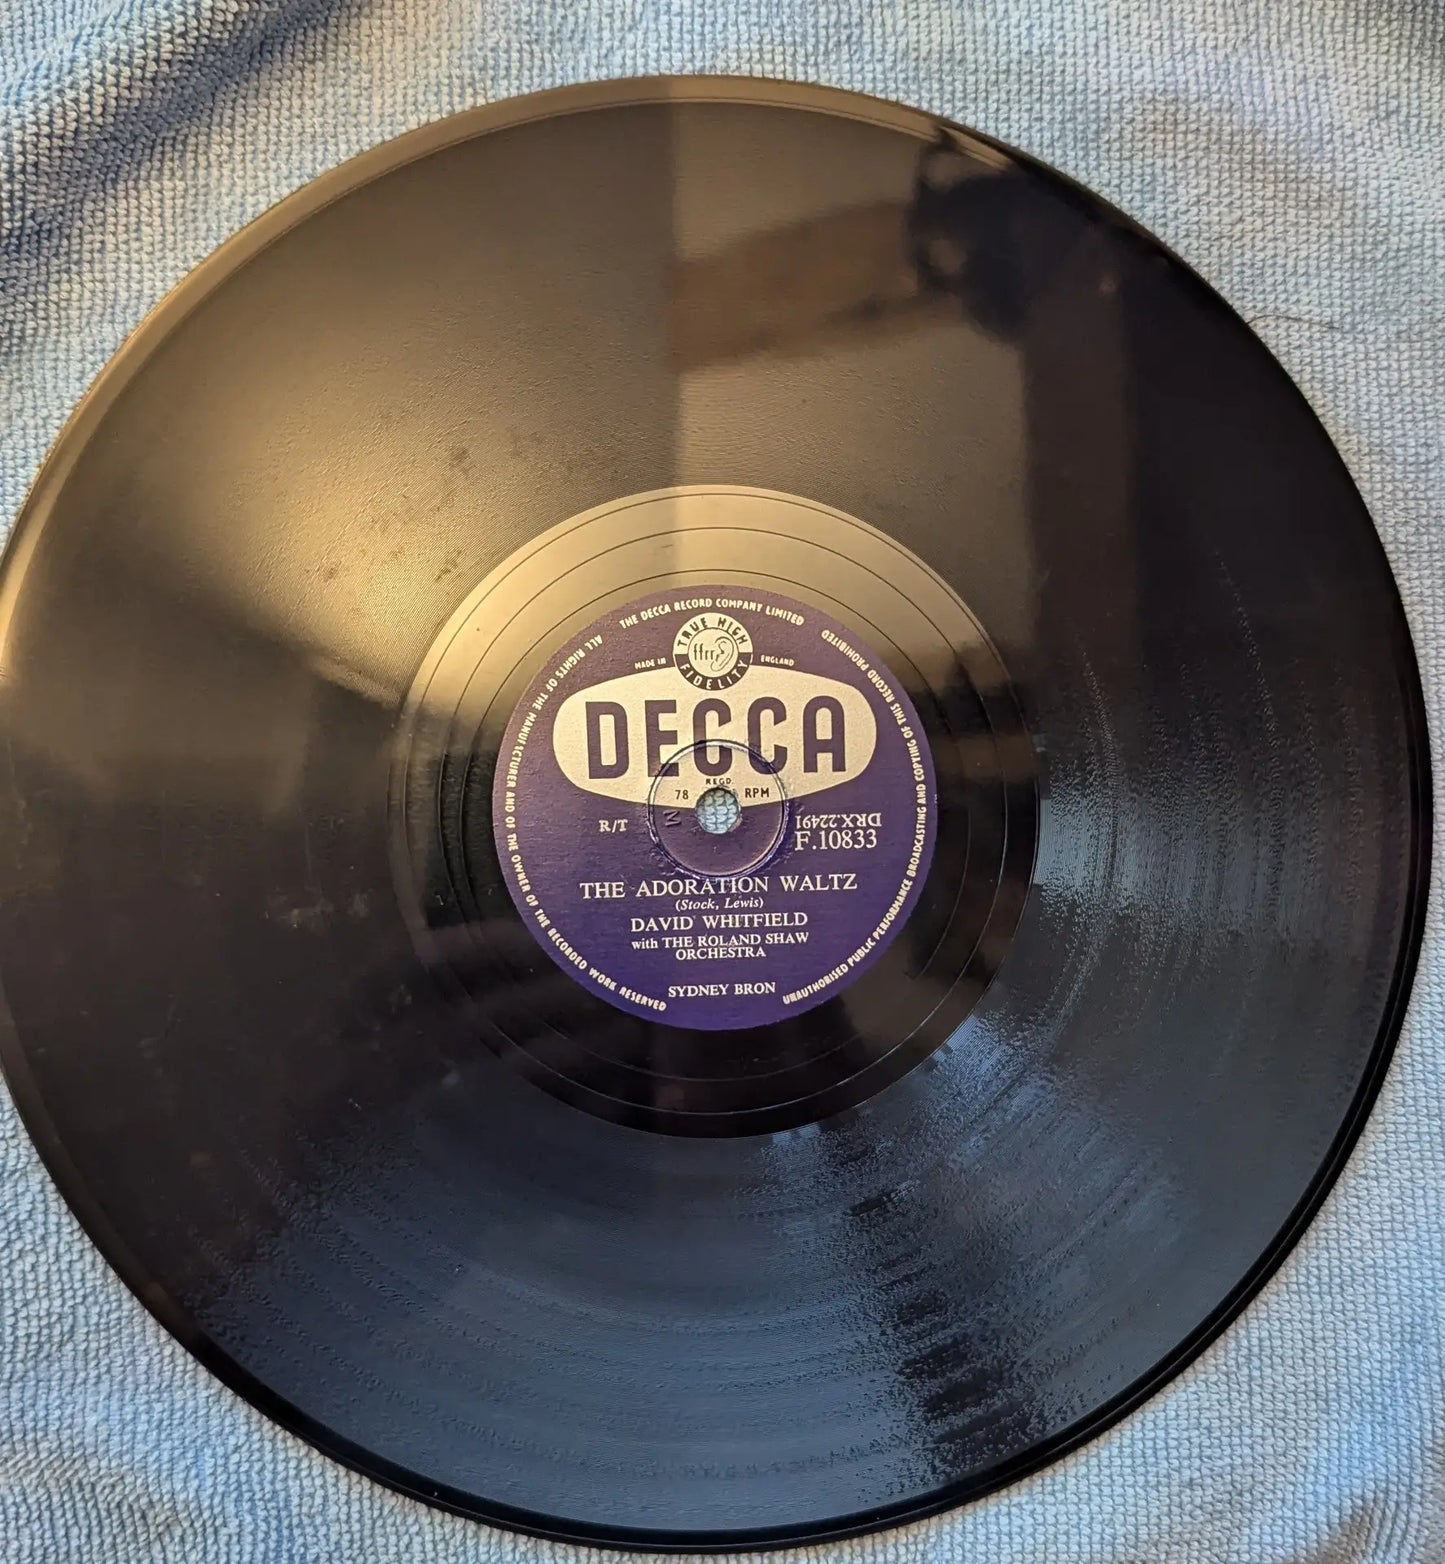 THE DECCA RECORD COMPANY LIMITED
TRUE HIGH
ffrr
FIDELITY
MADE IN ENGLAND
DECCA
REGD.
78 RPM
M
R/T
DRX.22491
F.10833
THE ADORATION WALTZ
(Stock, Lewis)
DAVID WHITFIELD
with THE ROLAND SHAW
ORCHESTRA
SYDNEY BRON
ALL RIGHTS OF THE MANUFACTURER AND OF THE OWNER OF THE RECORDED WORK RESERVED
UNAUTHORISED PUBLIC PERFORMANCE BROADCASTING AND COPYING OF THIS RECORD PROHIBITED